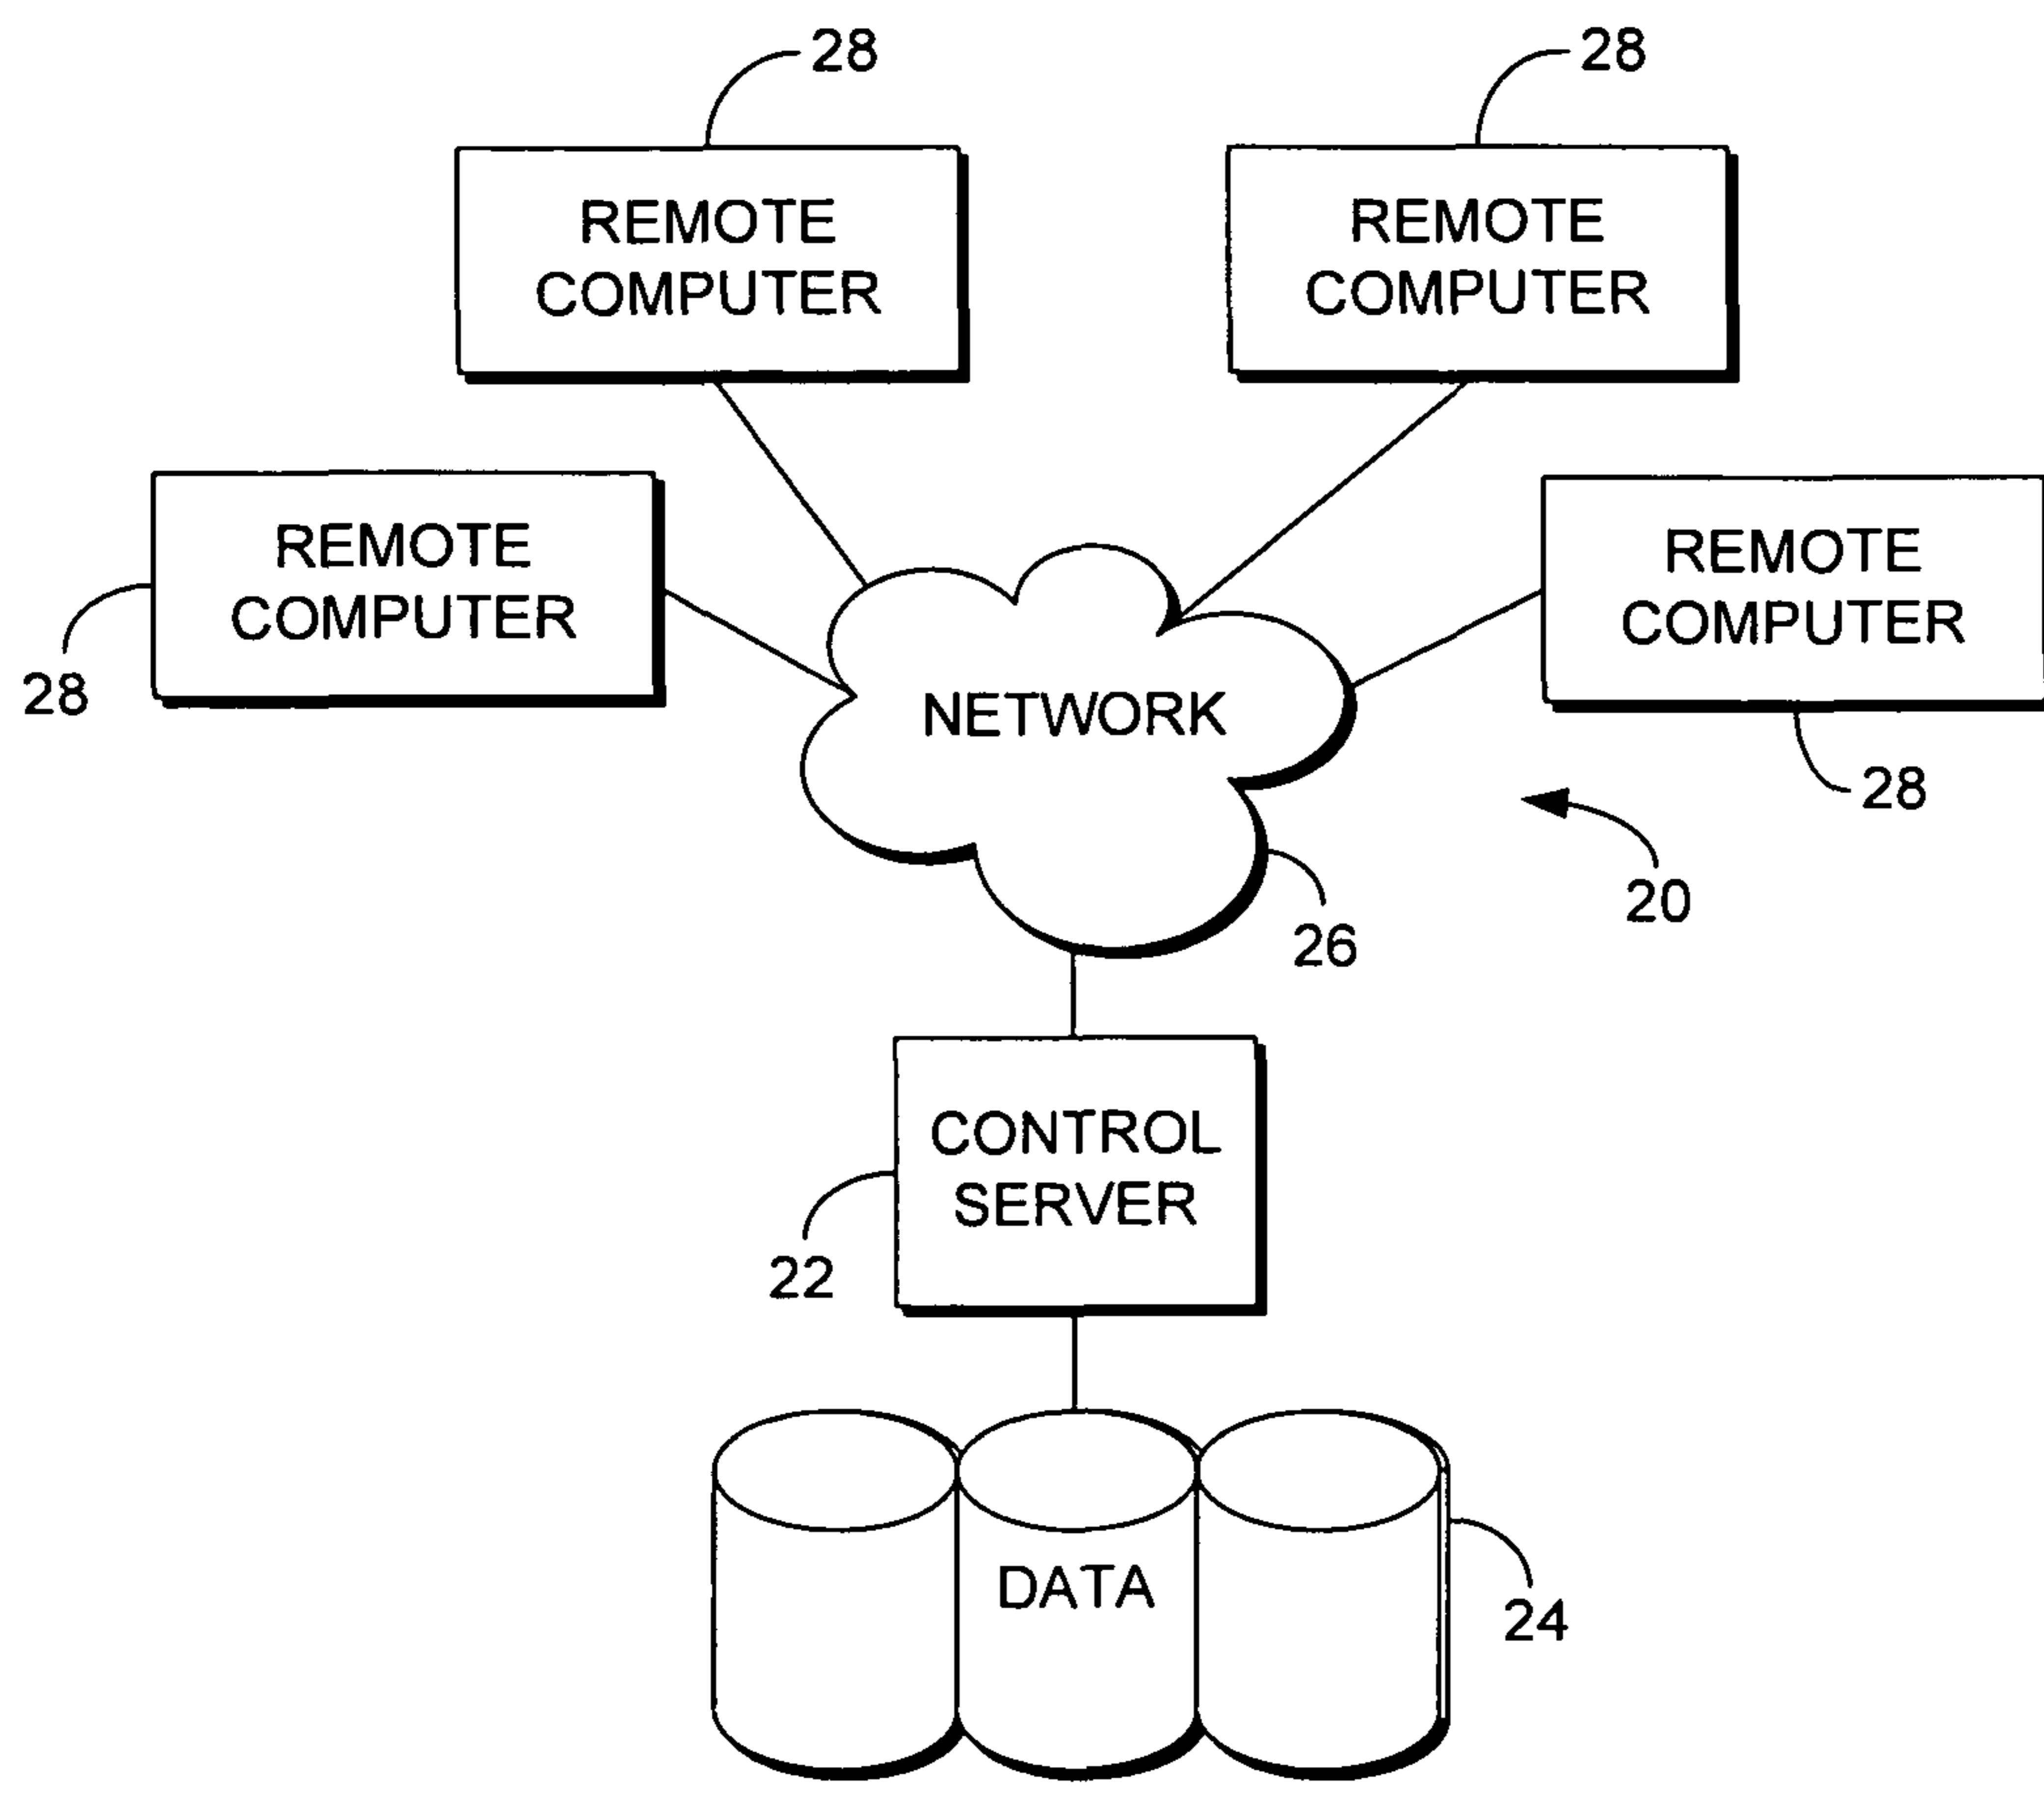 28
28
REMOTE
COMPUTER
REMOTE
COMPUTER
REMOTE
COMPUTER
REMOTE
COMPUTER
28
NETWORK
28
20
26
CONTROL
SERVER
22
DATA
24